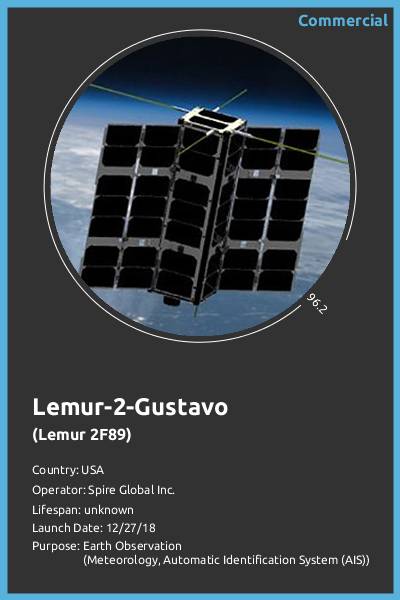 Commercial
96.2
Lemur-2-Gustavo
(Lemur 2F89)
Country: USA
Operator: Spire Global Inc.
Lifespan: unknown
Launch Date: 12/27/18
Purpose: Earth Observation
(Meteorology, Automatic Identification System (AIS))